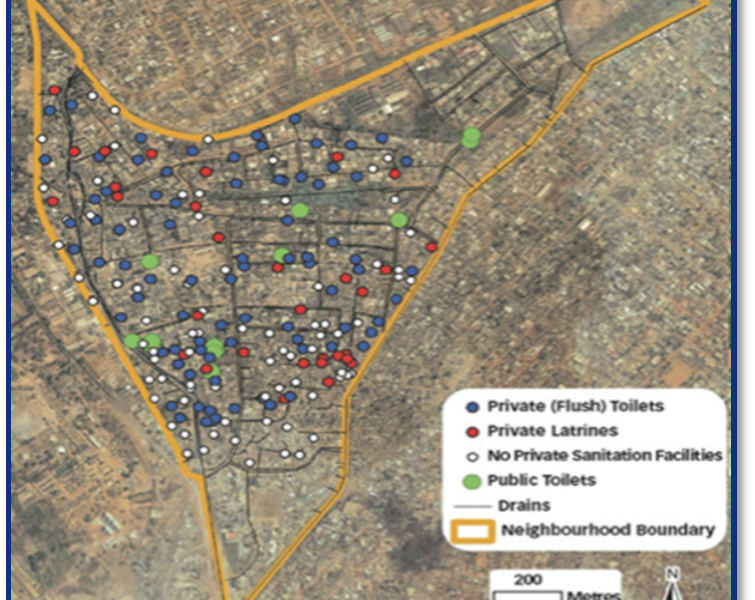 Private (Flush) Toilets
Private Latrines
No Private Sanitation Facilities
Public Toilets
Drains
Neighbourhood Boundary
200
Metres
N